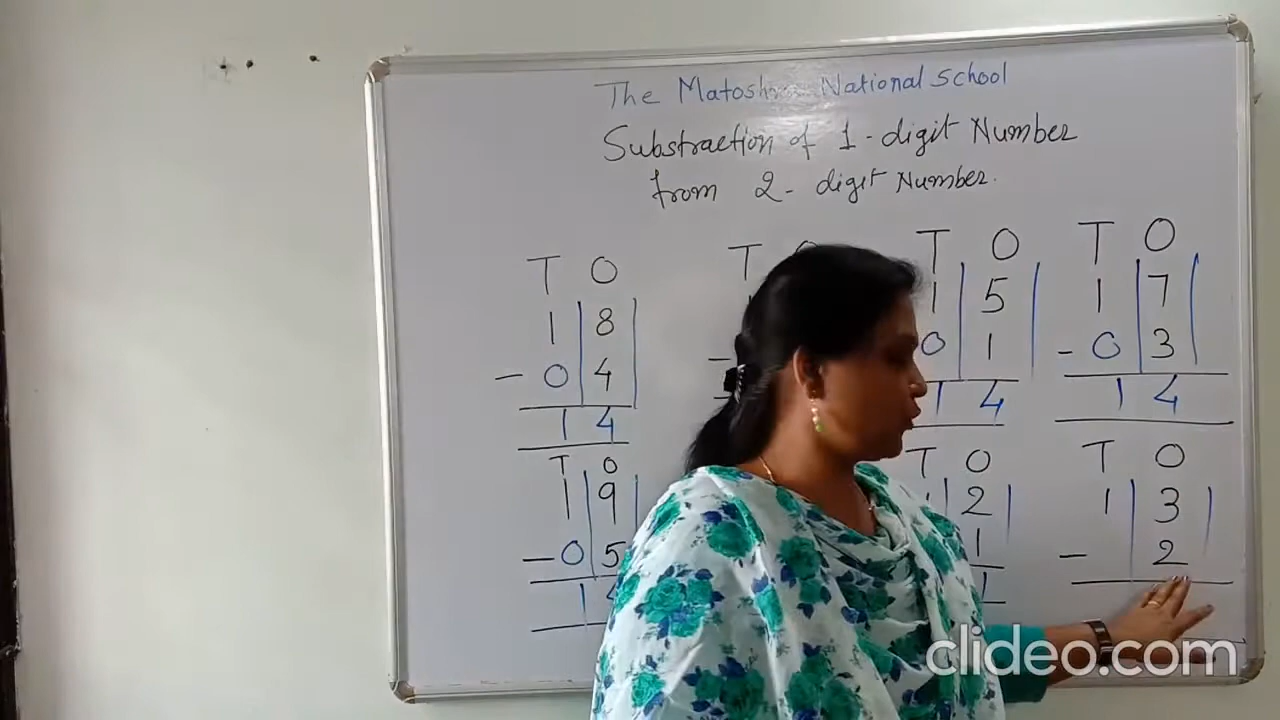 The Matoshree National School
Substraction of 1-digit Number
from 2-digit Number.
T O T O T O T O
1 8 1 5 1 7
- 0 4 - 0 1 - 0 3
1 4 1 4 1 4
T O T O T O
1 9 1 2 1 3
- 0 5 1 - 2
1 4 1
clideo.com